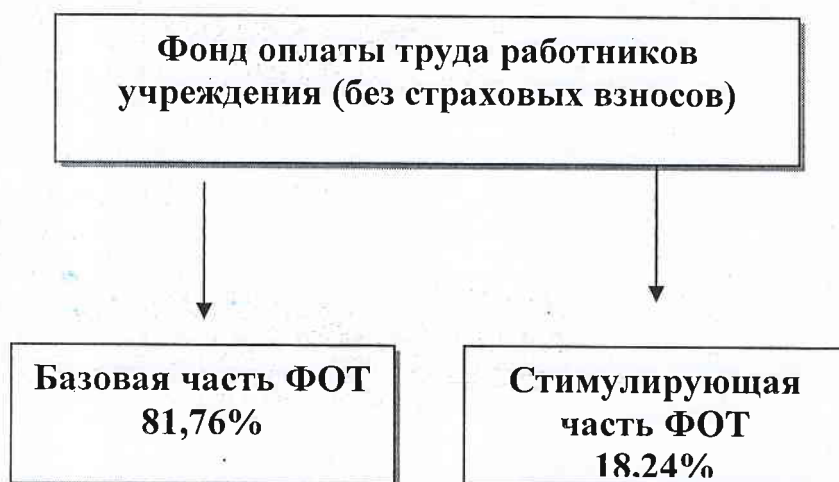 Фонд оплаты труда работников
учреждения (без страховых взносов)
Базовая часть ФОТ
81,76%
Стимулирующая
часть ФОТ
18,24%